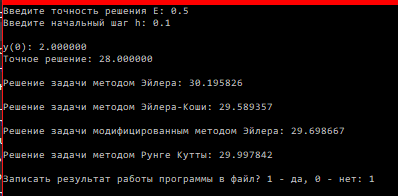 Введите точность решения E: 0.5
Введите начальный шаг h: 0.1
y(0): 2.000000
Точное решение: 28.000000
Решение задачи методом Эйлера: 30.195826
Решение задачи методом Эйлера-Коши: 29.589357
Решение задачи модифицированным методом Эйлера: 29.698667
Решение задачи методом Рунге Кутты: 29.997842
Записать результат работы программы в файл? 1 - да, 0 - нет: 1